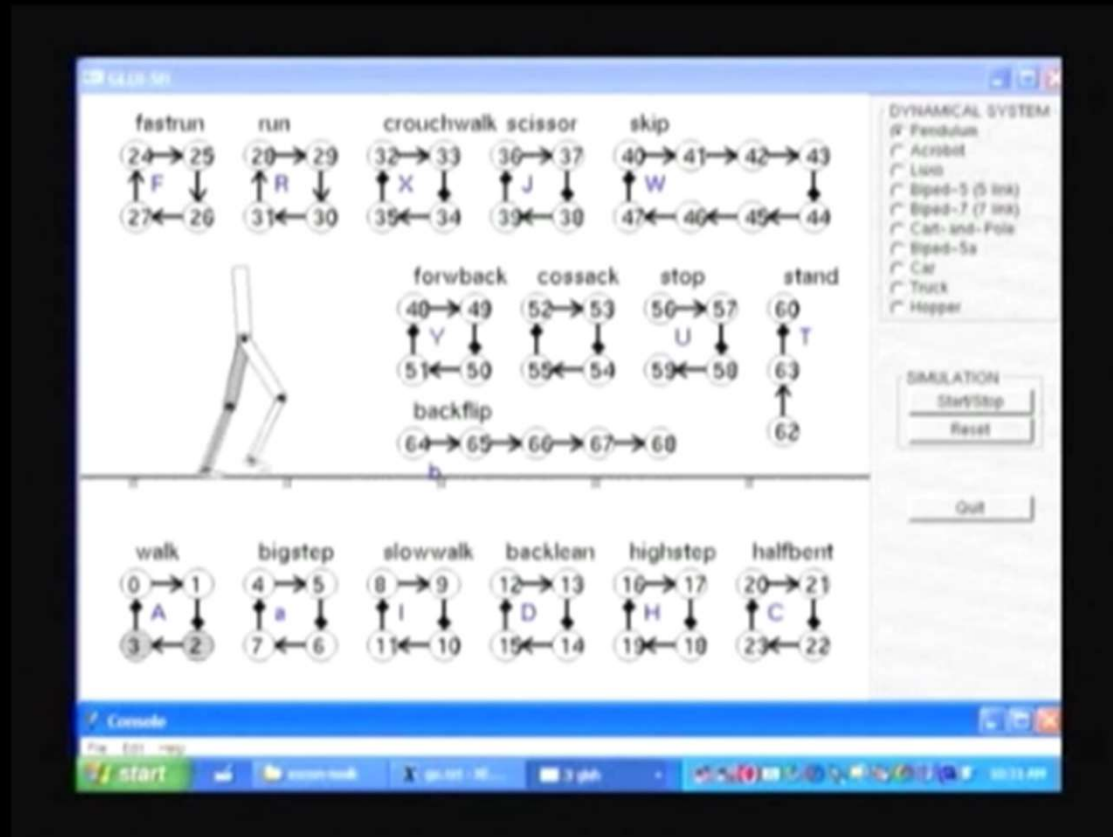 fastrun run crouchwalk scissor skip
24 25 28 29 32 33 36 37 40 41 42 43
F R X J W
27 26 31 30 35 34 39 38 47 46 45 44
forwback cossack stop stand
48 49 52 53 56 57 60
Y U T
51 50 55 54 59 58 63
backflip
64 65 66 67 68 62
b
walk bigstep slowwalk backlean highstep halfbent
0 1 4 5 8 9 12 13 16 17 20 21
A a l D H C
3 2 7 6 11 10 15 14 19 18 23 22
DYNAMICAL SYSTEM
Pendulum
Acrobot
Luxo
Biped-5 (5 link)
Biped-7 (7 link)
Cart-and-Pole
Biped-5a
Car
Truck
Hopper
SIMULATION
Start/Stop
Reset
Quit
Console
File Edit Help
start